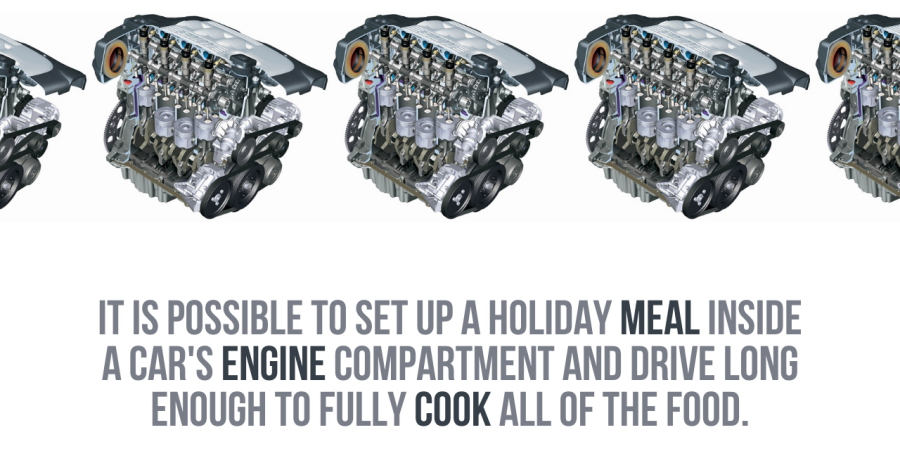 IT IS POSSIBLE TO SET UP A HOLIDAY MEAL INSIDE
A CAR'S ENGINE COMPARTMENT AND DRIVE LONG
ENOUGH TO FULLY COOK ALL OF THE FOOD.